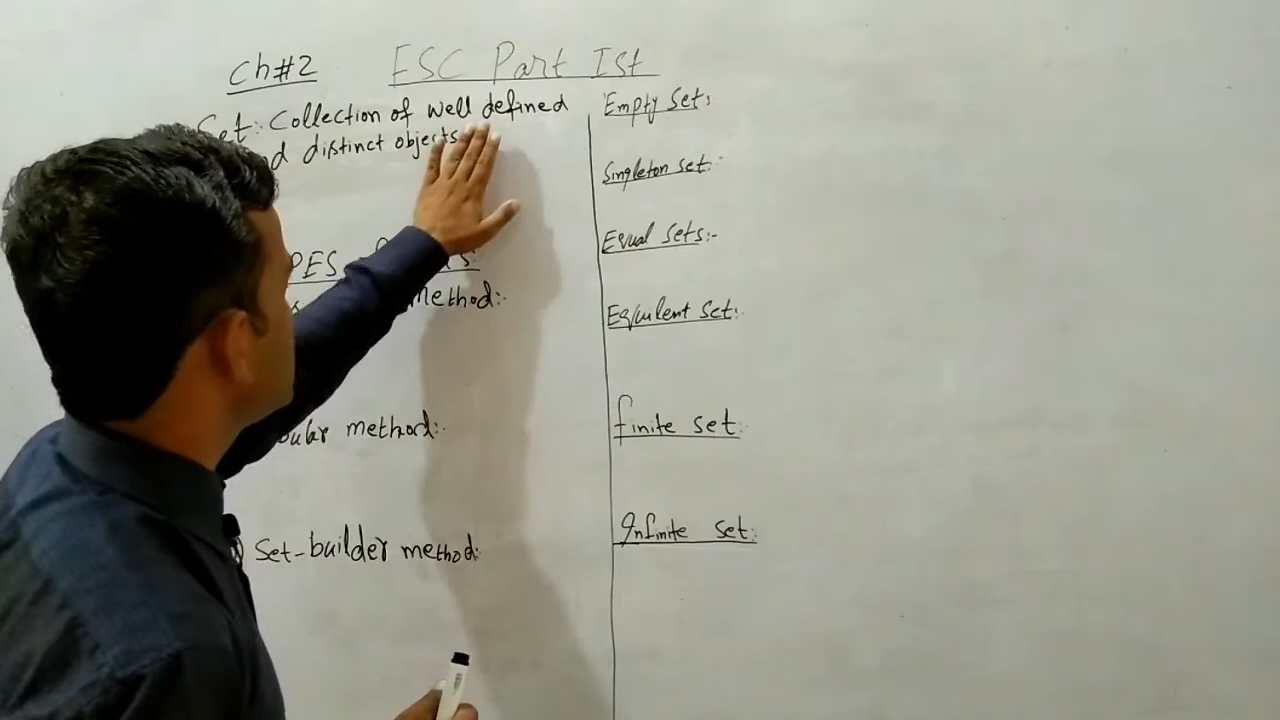 Ch#2 FSC Part Ist
Set: Collection of well defined
distinct objects
method:
method:
Set-builder method:
Empty Set:
Singleton set:
Equal Sets:-
Equilent Set:
finite set:
Infinite set: